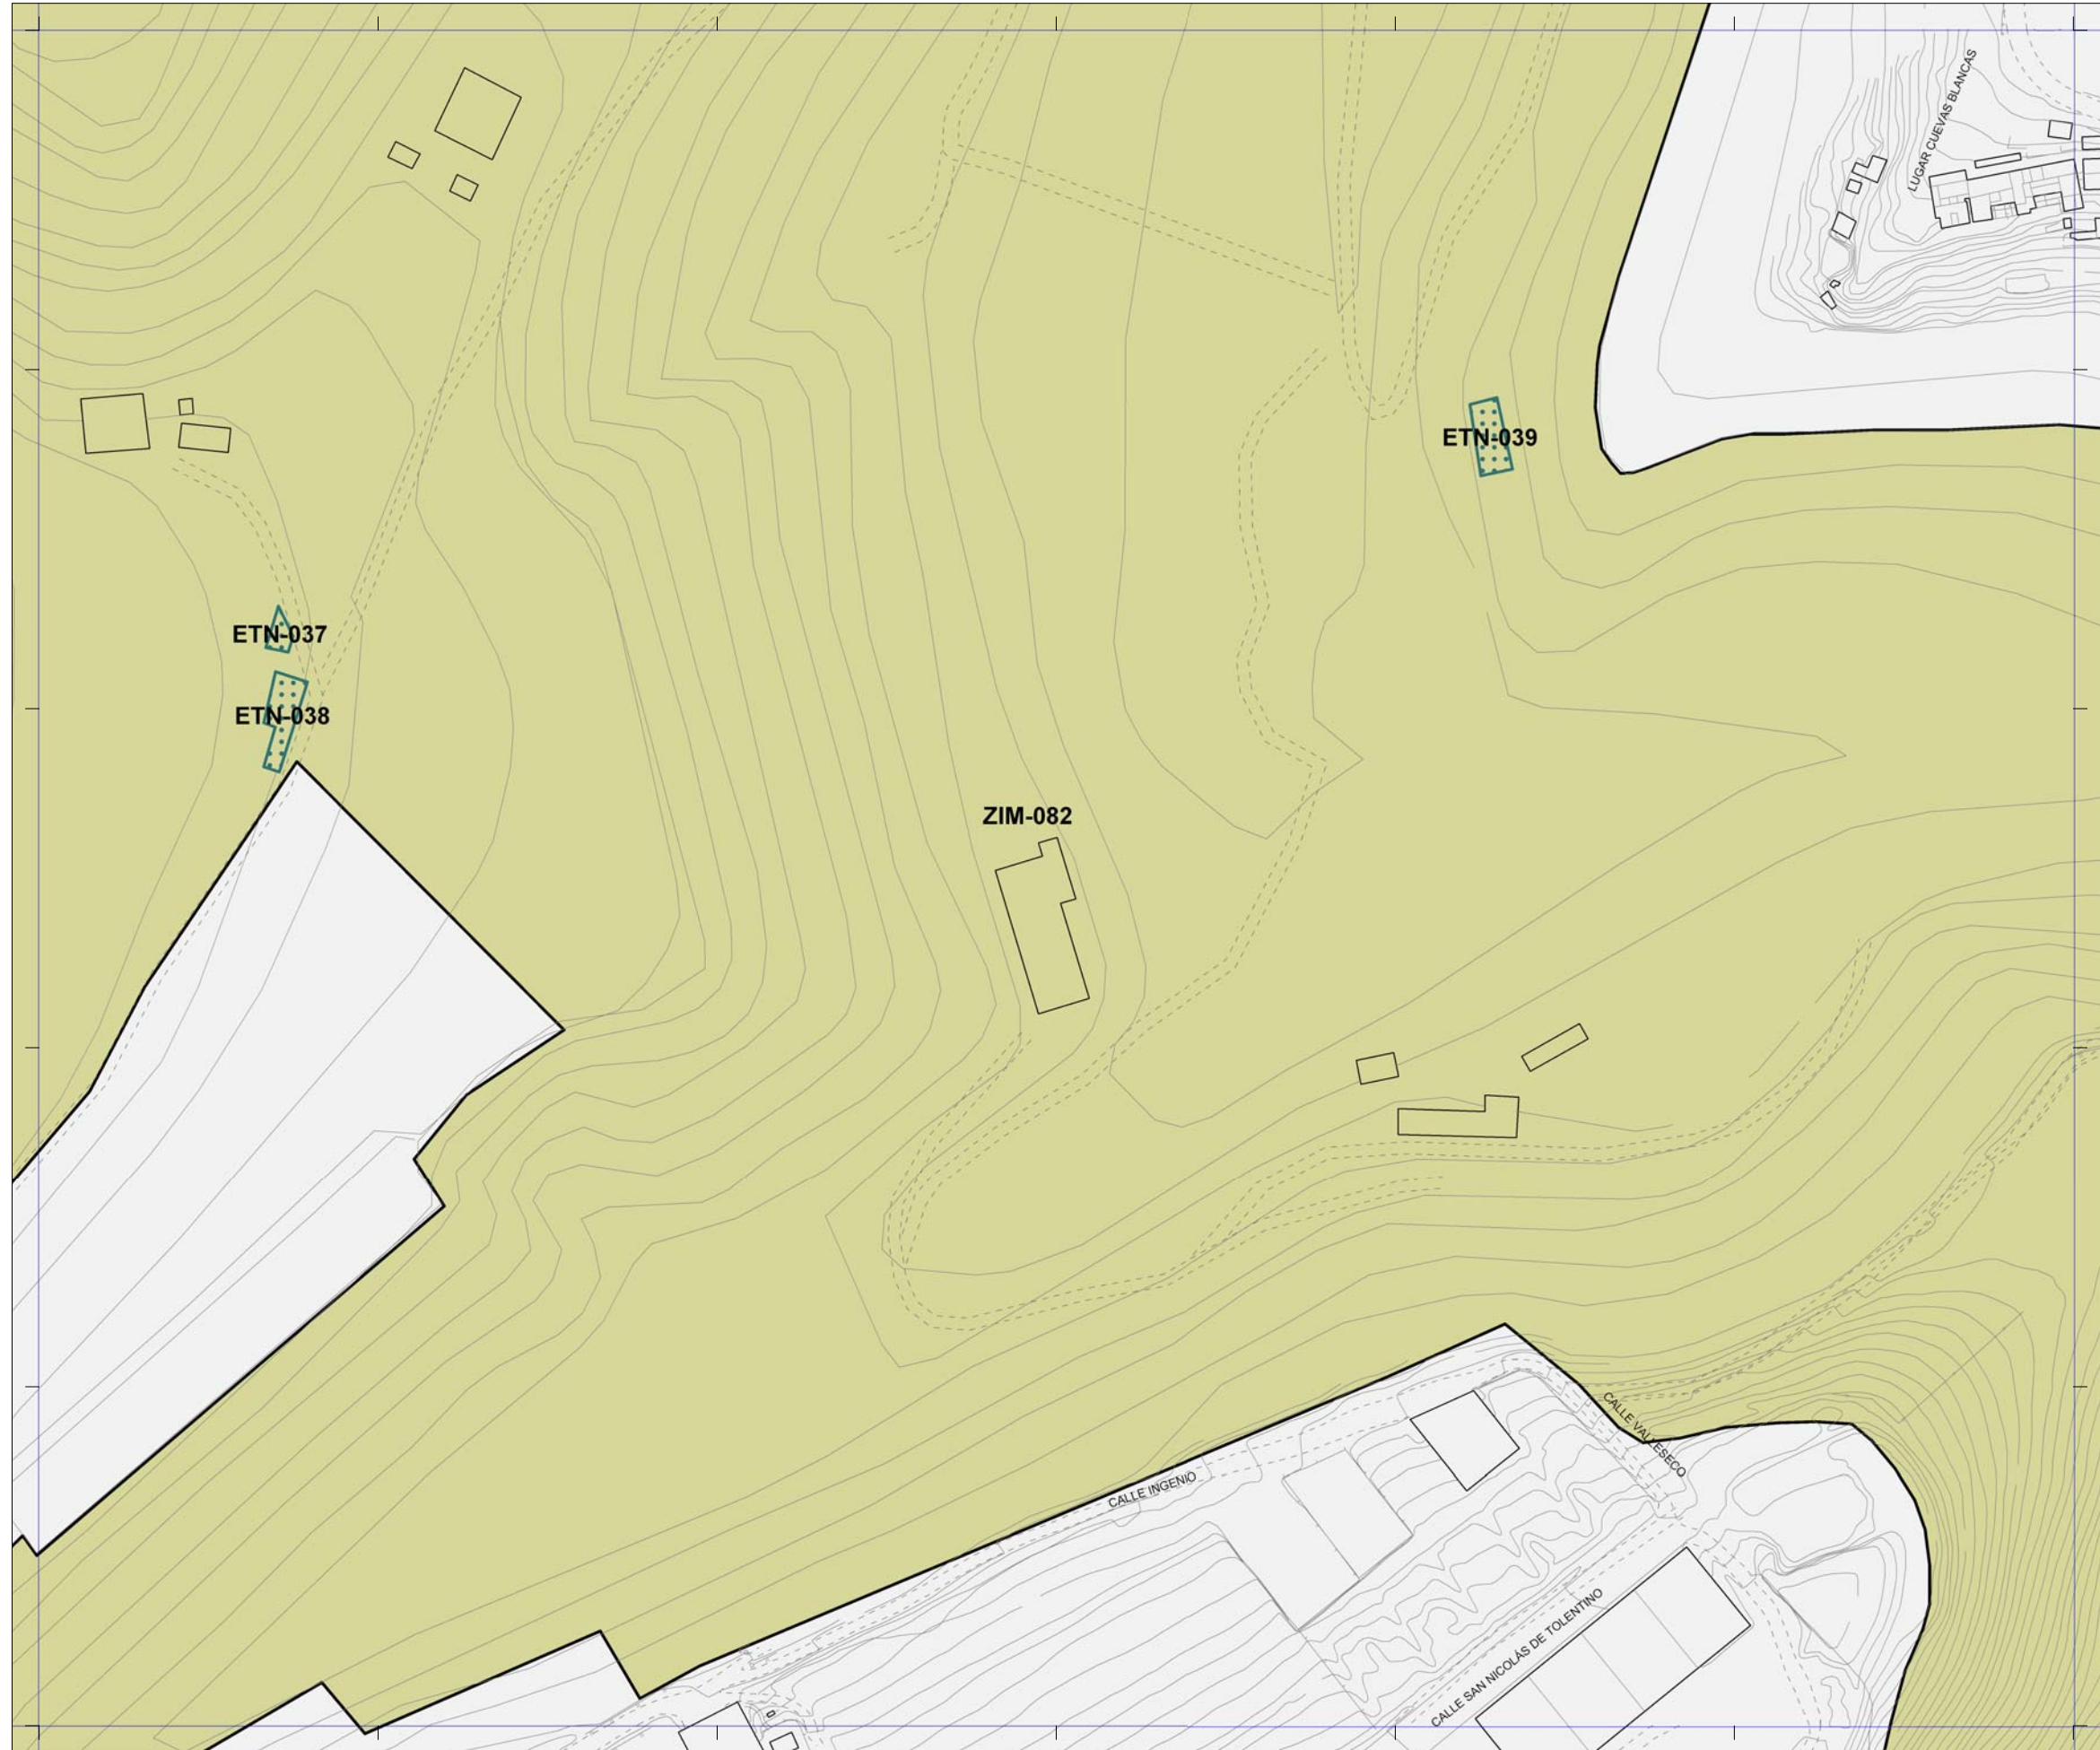 LUGAR CUEVAS BLANCAS
ETN-039
ETN-037
ETN-038
ZIM-082
CALLE VALLESECO
CALLE INGENIO
CALLE SAN NICOLÁS DE TOLENTINO